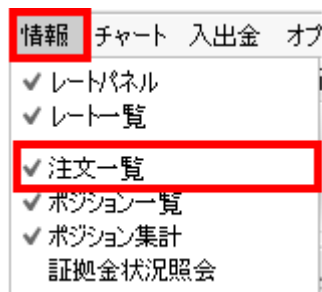 情報 チャート 入出金 オプ
レートパネル
レート一覧
注文一覧
ポジション一覧
ポジション集計
証拠金状況照会